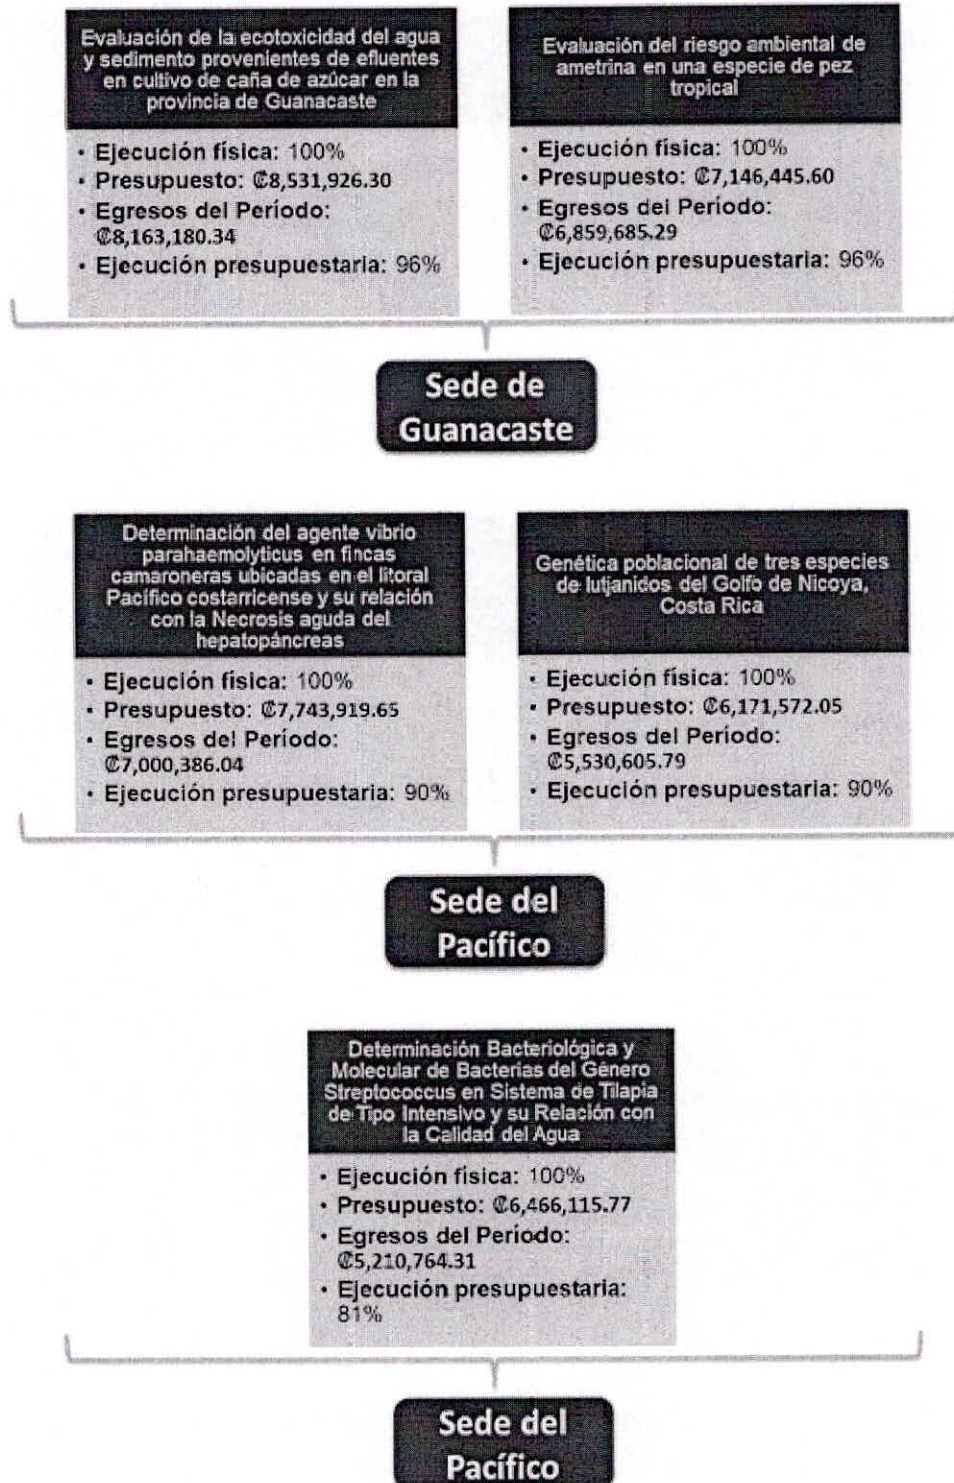 Evaluación de la ecotoxicidad del agua
y sedimento provenientes de efluentes
en cultivo de caña de azúcar en la
provincia de Guanacaste
• Ejecución física: 100%
• Presupuesto: ₡8,531,926.30
• Egresos del Período:
₡8,163,180.34
• Ejecución presupuestaria: 96%
Evaluación del riesgo ambiental de
ametrina en una especie de pez
tropical
• Ejecución física: 100%
• Presupuesto: ₡7,146,445.60
• Egresos del Período:
₡6,859,685.29
• Ejecución presupuestaria: 96%
Sede de
Guanacaste
Determinación del agente vibrio
parahaemolyticus en fincas
camaroneras ubicadas en el litoral
Pacífico costarricense y su relación
con la Necrosis aguda del
hepatopáncreas
• Ejecución física: 100%
• Presupuesto: ₡7,743,919.65
• Egresos del Período:
₡7,000,386.04
• Ejecución presupuestaria: 90%
Genética poblacional de tres especies
de lutjanidos del Golfo de Nicoya,
Costa Rica
• Ejecución física: 100%
• Presupuesto: ₡6,171,572.05
• Egresos del Período:
₡5,530,605.79
• Ejecución presupuestaria: 90%
Sede del
Pacífico
Determinación Bacteriológica y
Molecular de Bacterias del Género
Streptococcus en Sistema de Tilapia
de Tipo Intensivo y su Relación con
la Calidad del Agua
• Ejecución física: 100%
• Presupuesto: ₡6,466,115.77
• Egresos del Período:
₡5,210,764.31
• Ejecución presupuestaria:
81%
Sede del
Pacífico